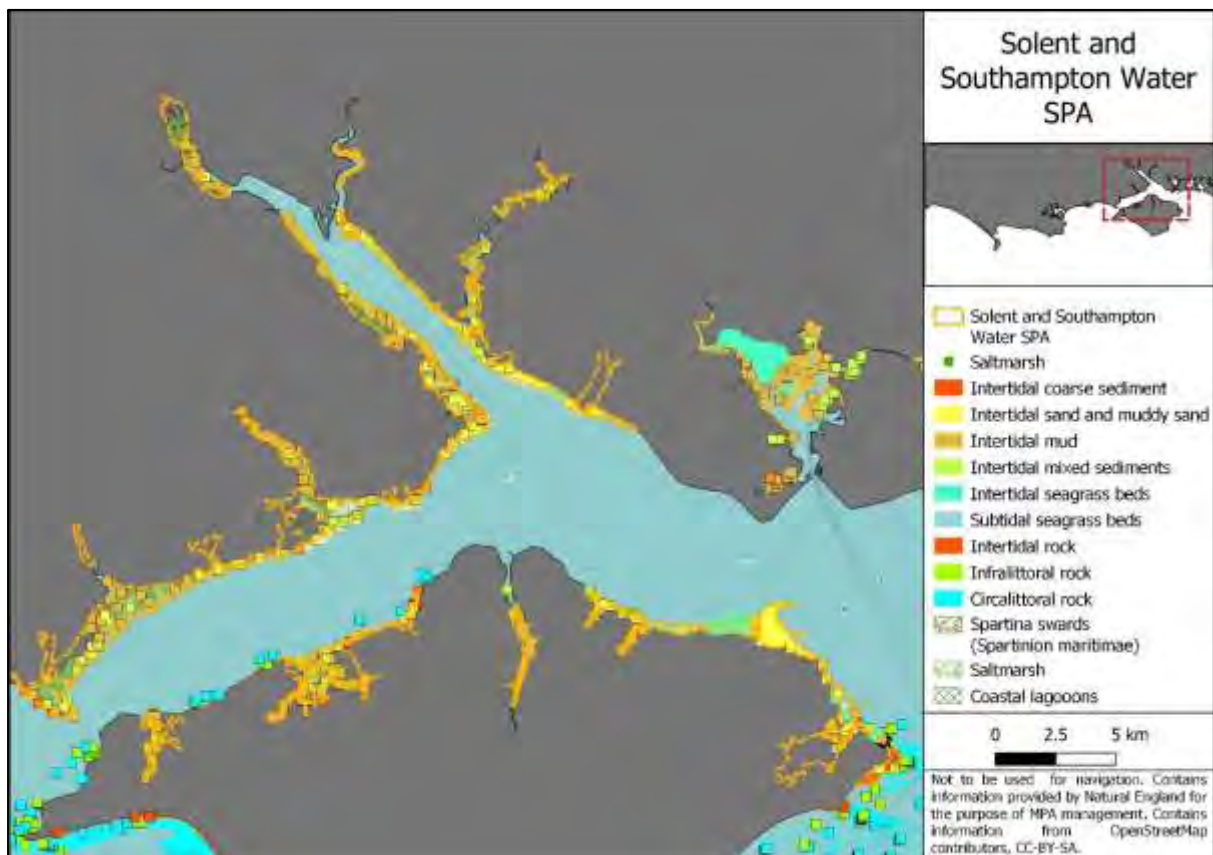 Solent and
Southampton Water
SPA
Solent and Southampton
Water SPA
Saltmarsh
Intertidal coarse sediment
Intertidal sand and muddy sand
Intertidal mud
Intertidal mixed sediments
Intertidal seagrass beds
Subtidal seagrass beds
Intertidal rock
Infralittoral rock
Circalittoral rock
Spartina swards
(Spartinion maritimae)
Saltmarsh
Coastal lagooons
0 2.5 5 km
Not to be used for navigation. Contains
information provided by Natural England for
the purpose of MPA management. Contains
information from OpenStreetMap
contributors, CC-BY-SA.